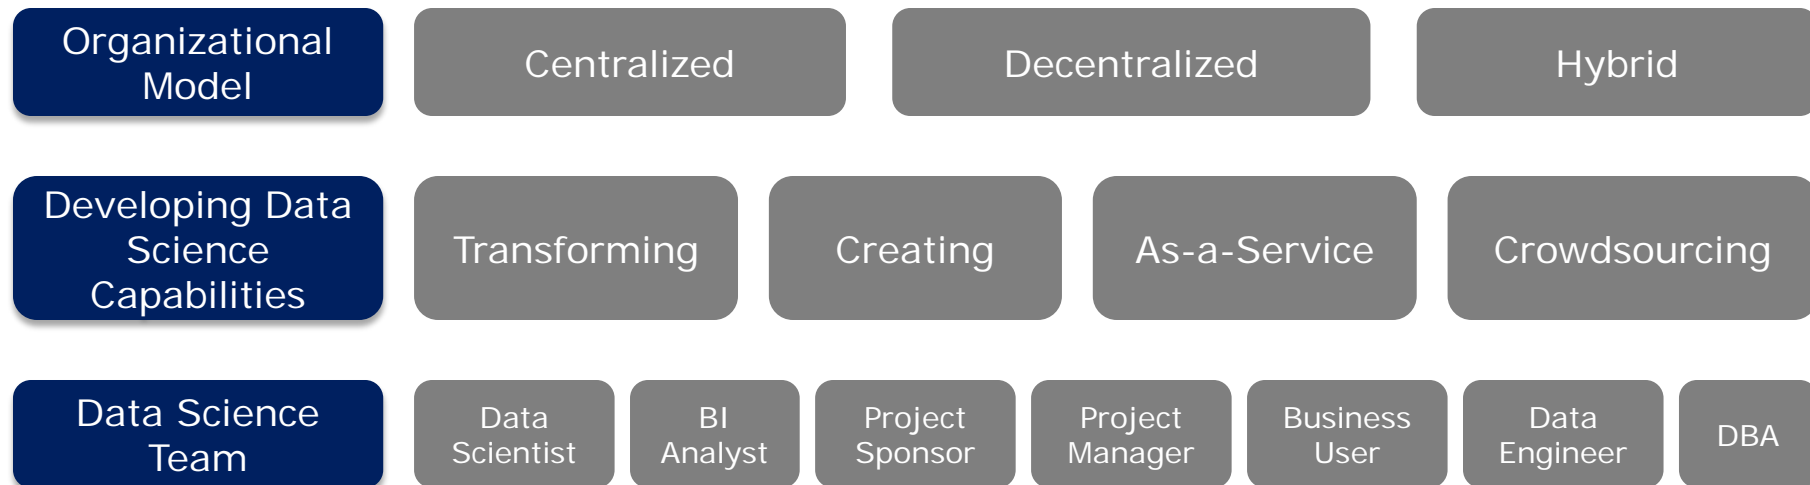 Organizational
Model
Centralized
Decentralized
Hybrid
Developing Data
Science
Capabilities
Transforming
Creating
As-a-Service
Crowdsourcing
Data Science
Team
Data
Scientist
BI
Analyst
Project
Sponsor
Project
Manager
Business
User
Data
Engineer
DBA